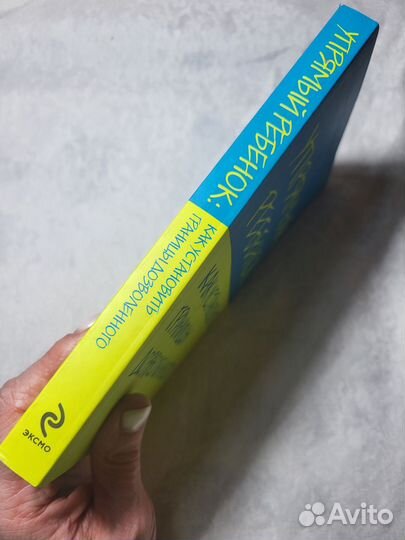 УПРЯМЫЙ РЕБЕНОК:
КАК УСТАНОВИТЬ
ГРАНИЦЫ ДОЗВОЛЕННОГО
ЭКСМО
Avito